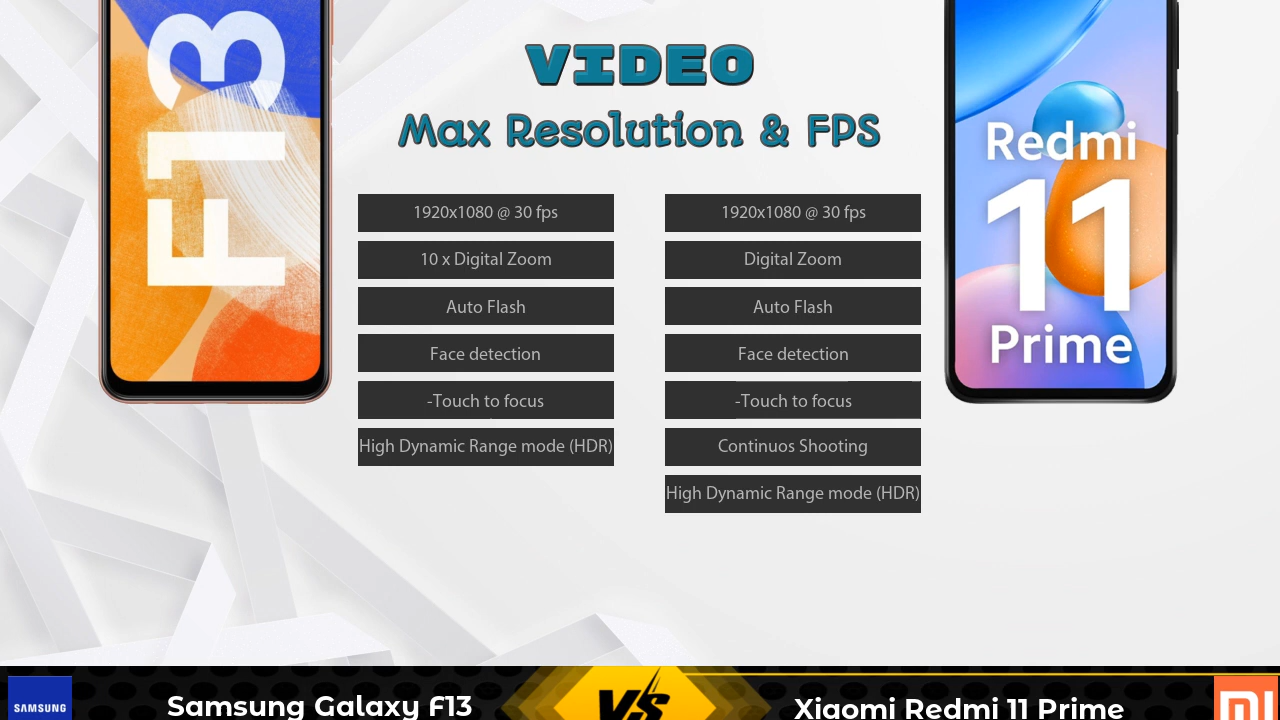 F13
VIDEO
Max Resolution & FPS
1920x1080 @ 30 fps
10 x Digital Zoom
Auto Flash
Face detection
-Touch to focus
High Dynamic Range mode (HDR)
1920x1080 @ 30 fps
Digital Zoom
Auto Flash
Face detection
-Touch to focus
Continuos Shooting
High Dynamic Range mode (HDR)
Redmi
11
Prime
SAMSUNG
Samsung Galaxy F13
VS
Xiaomi Redmi 11 Prime
MI